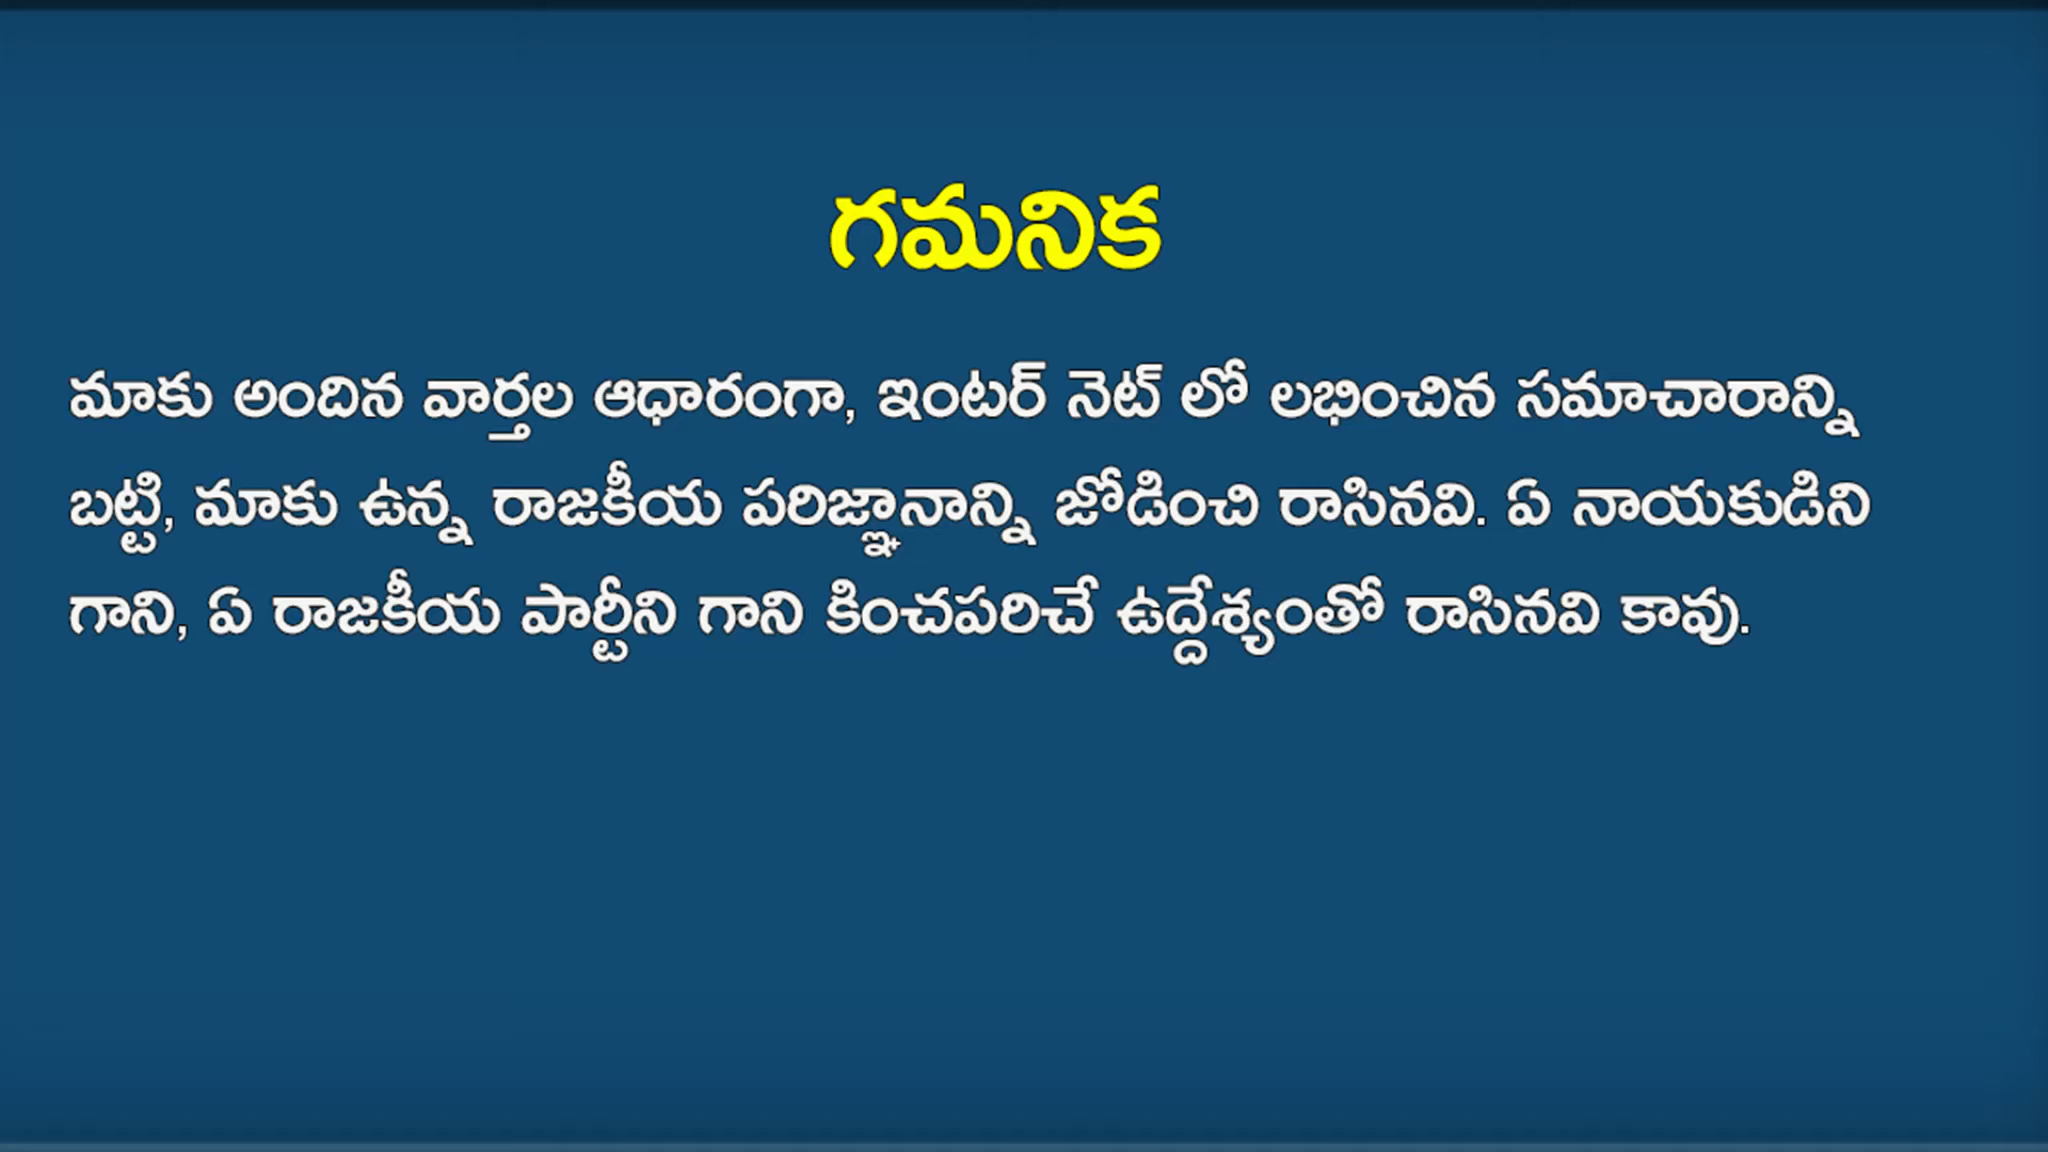 గమనిక
మాకు అందిన వార్తల ఆధారంగా, ఇంటర్ నెట్ లో లభించిన సమాచారాన్ని
బట్టి, మాకు ఉన్న రాజకీయ పరిజ్ఞానాన్ని జోడించి రాసినవి. ఏ నాయకుడిని
గాని, ఏ రాజకీయ పార్టీని గాని కించపరిచే ఉద్దేశ్యంతో రాసినవి కావు.